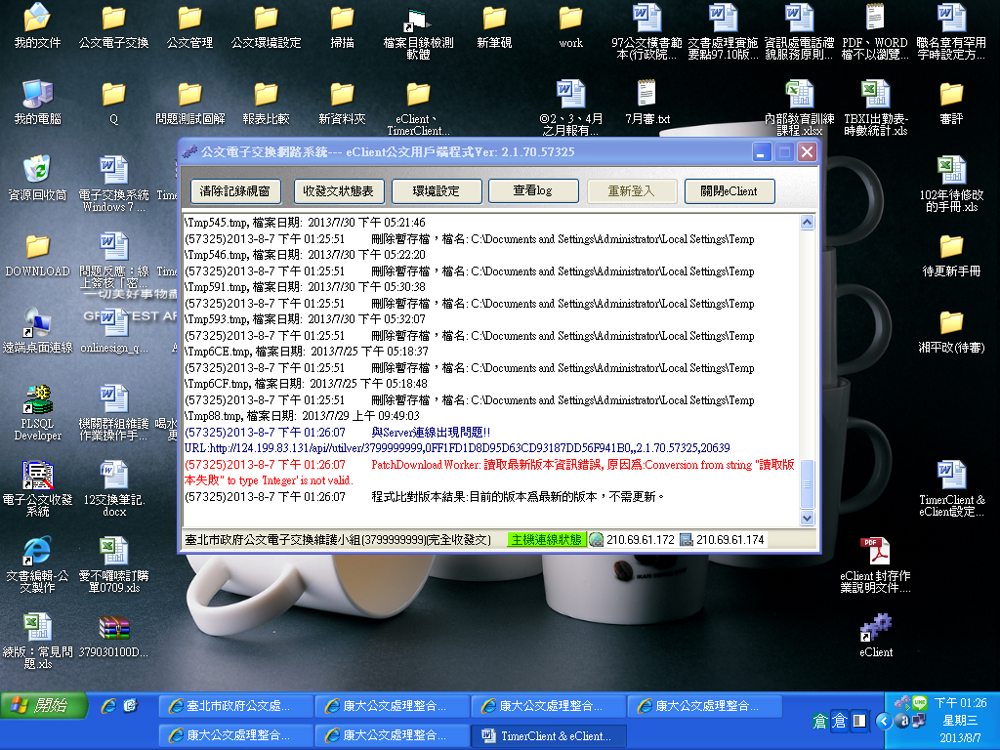 我的文件
公文電子交換
公文管理
公文環境設定
掃描
檔案目錄檢測
軟體
新筆硯
work
97公文橫書範
本(行政院...
文書處理實施
要點97.10版...
資訊處電話禮
貌服務原則...
PDF、WORD
檔不以瀏覽...
職名章有罕用
字時設定方...
我的電腦
Q
問題測試圖解
報表比較
新資料夾
eClient、
TimerClient...
@2、3、4月
之月報有...
7月審.txt
內部教育訓練
課程.xlsx
TBXI出勤表-
時數統計.xls
審評
公文電子交換網路系統--- eClient公文用戶端程式Ver: 2.1.70.57325
清除記錄視窗
收發文狀態表
環境設定
查看log
重新登入
關閉eClient
\Tmp545.tmp, 檔案日期: 2013/7/30 下午 05:21:46
(57325)2013-8-7 下午 01:25:51 刪除暫存檔，檔名: C:\Documents and Settings\Administrator\Local Settings\Temp
\Tmp546.tmp, 檔案日期: 2013/7/30 下午 05:22:20
(57325)2013-8-7 下午 01:25:51 刪除暫存檔，檔名: C:\Documents and Settings\Administrator\Local Settings\Temp
\Tmp591.tmp, 檔案日期: 2013/7/30 下午 05:30:38
(57325)2013-8-7 下午 01:25:51 刪除暫存檔，檔名: C:\Documents and Settings\Administrator\Local Settings\Temp
\Tmp593.tmp, 檔案日期: 2013/7/30 下午 05:32:07
(57325)2013-8-7 下午 01:25:51 刪除暫存檔，檔名: C:\Documents and Settings\Administrator\Local Settings\Temp
\Tmp6CE.tmp, 檔案日期: 2013/7/25 下午 05:18:37
(57325)2013-8-7 下午 01:25:51 刪除暫存檔，檔名: C:\Documents and Settings\Administrator\Local Settings\Temp
\Tmp6CF.tmp, 檔案日期: 2013/7/25 下午 05:18:48
(57325)2013-8-7 下午 01:25:51 刪除暫存檔，檔名: C:\Documents and Settings\Administrator\Local Settings\Temp
\Tmp88.tmp, 檔案日期: 2013/7/29 上午 09:49:03
(57325)2013-8-7 下午 01:26:07 與Server連線出現問題!!
URL:http://124.199.83.131/api//utilver/3799999999,0FF1FD1D8D95D63CD93187DD56F941B0,,2.1.70.57325,20639
(57325)2013-8-7 下午 01:26:07 PatchDownload Worker: 讀取最新版本資訊錯誤, 原因為:Conversion from string "讀取版
本失敗" to type 'Integer' is not valid.
(57325)2013-8-7 下午 01:26:07 程式比對版本結果:目前的版本為最新的版本，不需更新。
臺北市政府公文電子交換維護小組(3799999999)(完全收發文)
主機連線狀態
210.69.61.172
210.69.61.174
資源回收筒
電子交換系統
Windows 7 ...
Time
102年待修改
的手冊.xls
DOWNLOAD
問題反應：線
上簽核「密...
Time
一切美好事物
待更新手冊
遠端桌面連線
onlinesign_q...
湘平改(待審)
PLSQL
Developer
機關群組維護
作業操作手...
喝水
更
電子公文收發
系統
12交換筆記.
docx
TimerClient &
eClient設定...
文書編輯-公
文製作
愛不囉嗦訂購
單0709.xls
eClient 封存作
業說明文件....
綾版：常見問
題.xls
379030100D...
eClient
開始
臺北市政府公文處...
康大公文處理整合...
康大公文處理整合...
康大公文處理整合...
康大公文處理整合...
康大公文處理整合...
TimerClient & eClient...
倉
倉
下午 01:26
星期三
2013/8/7